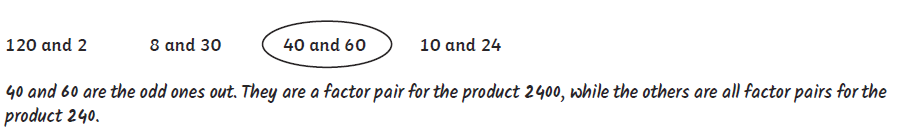 120 and 2 8 and 30 40 and 60 10 and 24
40 and 60 are the odd ones out. They are a factor pair for the product 2400, while the others are all factor pairs for the
product 240.